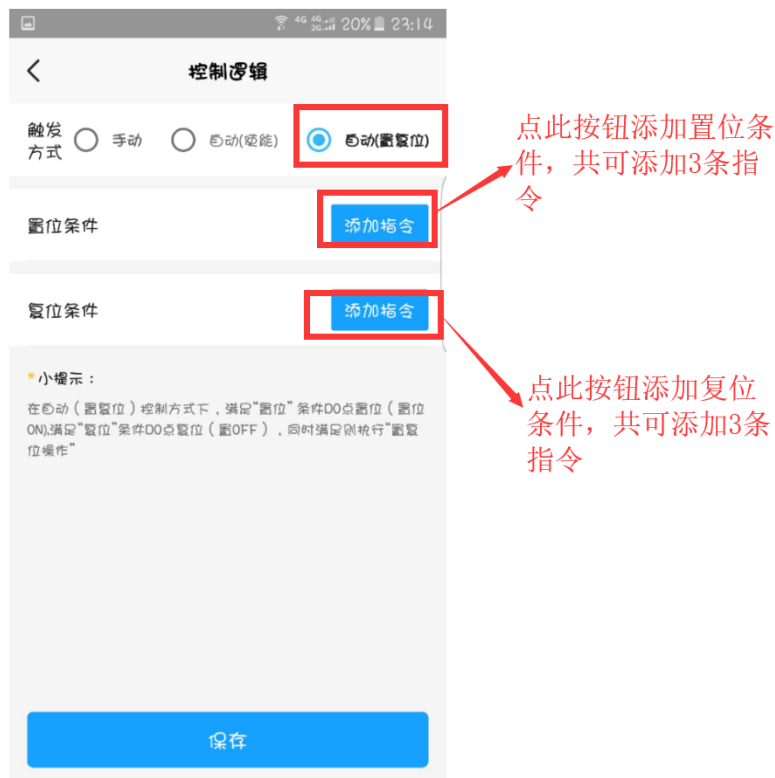 4G 4G 2G 20% 23:14
控制逻辑
触发
方式
手动
自动(使能)
自动(置复位)
点此按钮添加置位条
件，共可添加3条指
令
置位条件
添加指令
复位条件
添加指令
*小提示：
在自动（置复位）控制方式下，满足“置位”条件DO点置位（置位
ON),满足“复位”条件DO点复位（置OFF），同时满足则执行“置复
位操作”
点此按钮添加复位
条件，共可添加3条
指令
保存